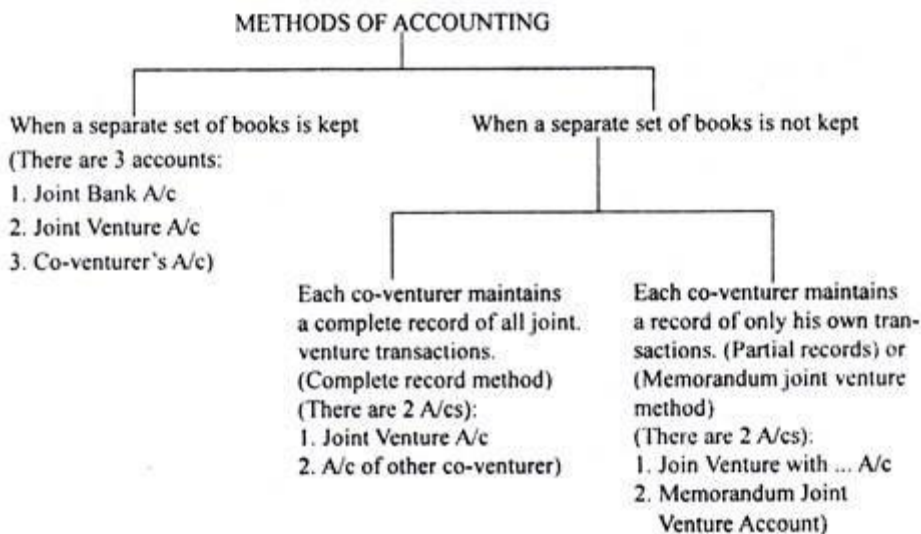 METHODS OF ACCOUNTING
When a separate set of books is kept
(There are 3 accounts:
1. Joint Bank A/c
2. Joint Venture A/c
3. Co-venturer's A/c)
When a separate set of books is not kept
Each co-venturer maintains
a complete record of all joint.
venture transactions.
(Complete record method)
(There are 2 A/cs):
1. Joint Venture A/c
2. A/c of other co-venturer)
Each co-venturer maintains
a record of only his own tran-
sactions. (Partial records) or
(Memorandum joint venture
method)
(There are 2 A/cs):
1. Join Venture with ... A/c
2. Memorandum Joint
Venture Account)